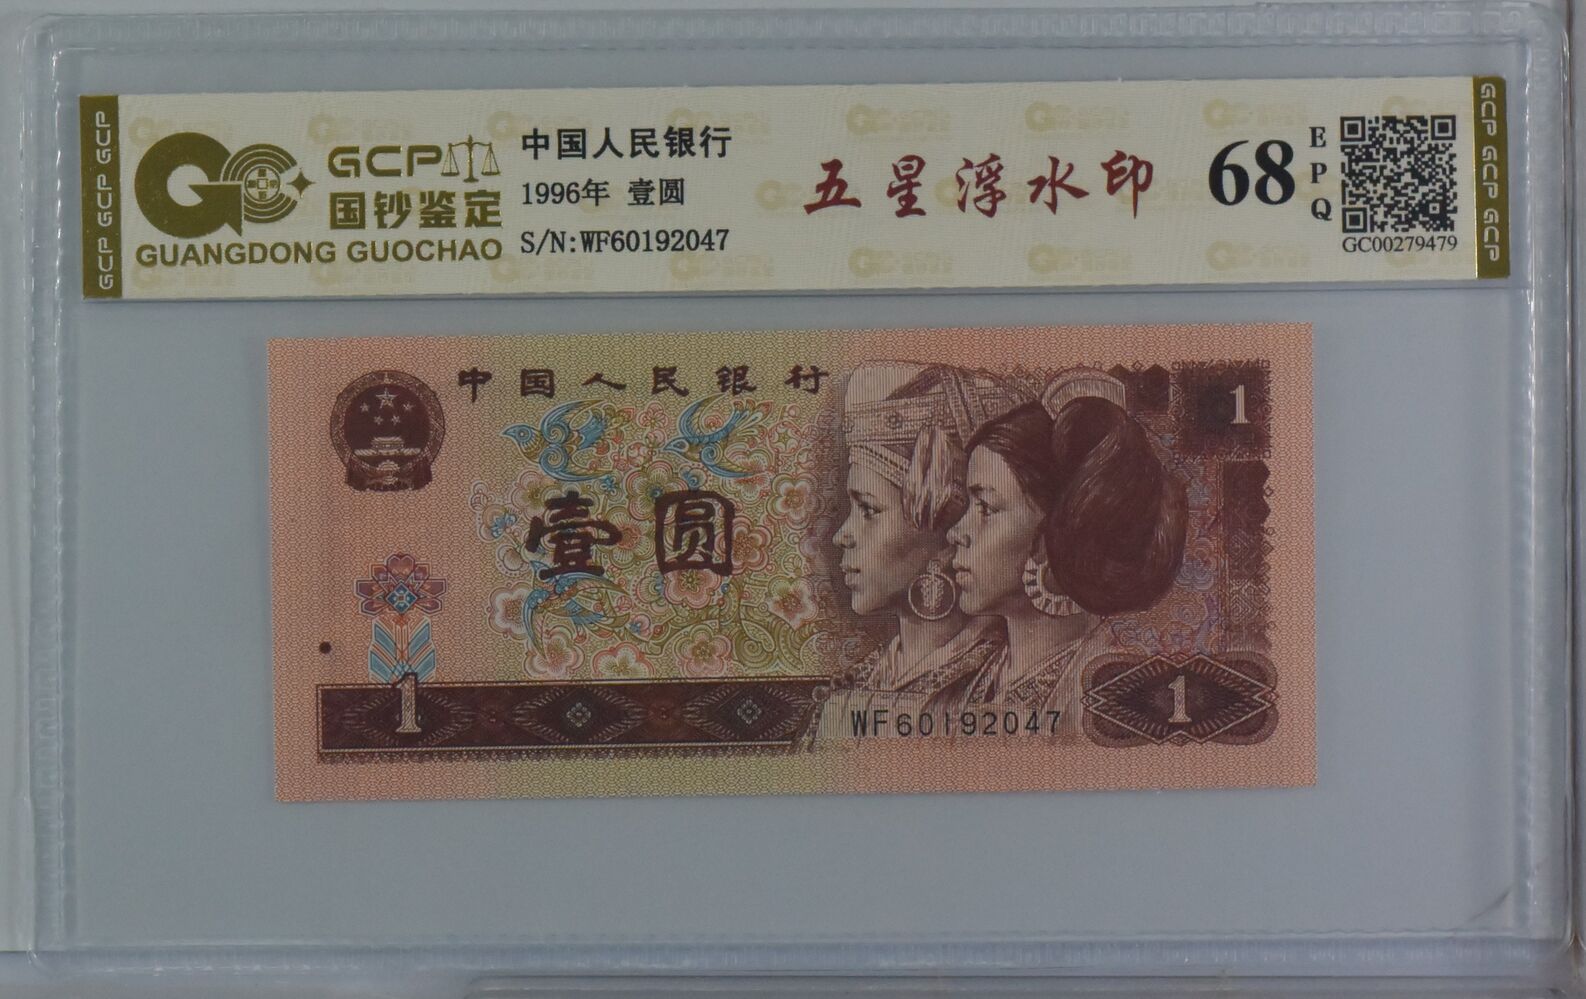 GCP
国钞鉴定
GUANGDONG GUOCHAO
中国人民银行
1996年 壹圆
S/N:WF60192047
五星浮水印
68
EPQ
GC00279479
GCP GCP GCP
GCP GCP GCP
中国人民银行
1
壹圆
1
WF60192047
1